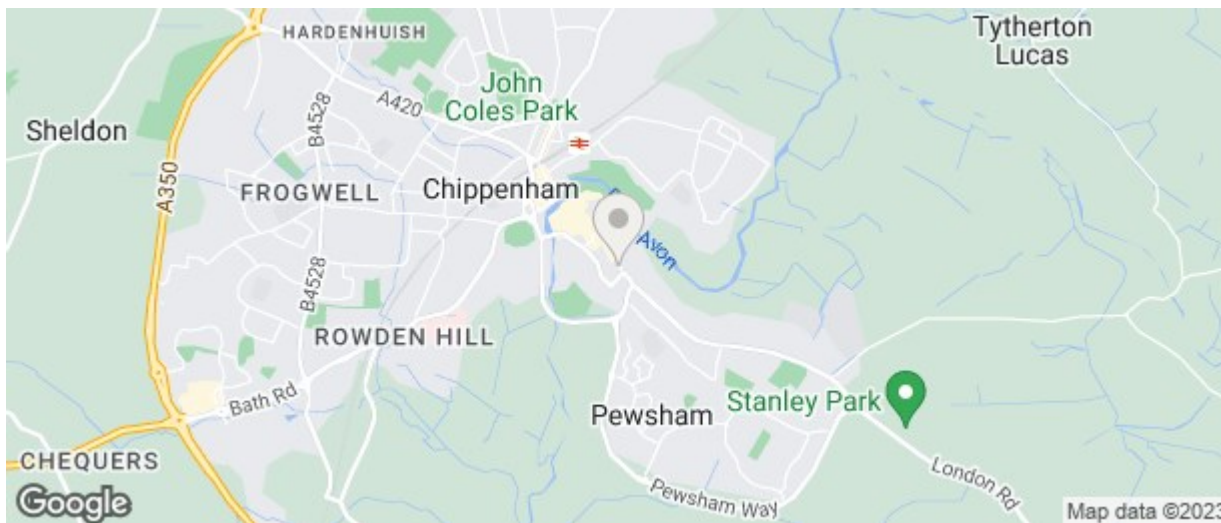 HARDENHUISH
Tytherton
Lucas
John
Coles Park
A420
B4528
Sheldon
A350
FROGWELL
Chippenham
Avon
B4528
ROWDEN HILL
Bath Rd
Pewsham
Stanley Park
CHEQUERS
London Rd
Pewsham Way
Google
Map data ©2023